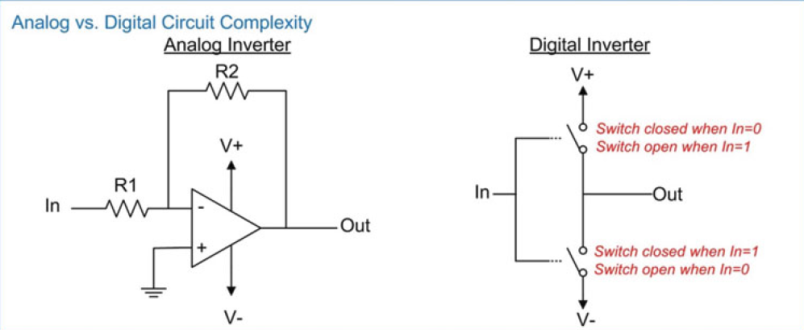 Analog vs. Digital Circuit Complexity
Analog Inverter
R2
V+
R1
In
-
+
Out
V-
Digital Inverter
V+
Switch closed when In=0
Switch open when In=1
In
Out
Switch closed when In=1
Switch open when In=0
V-